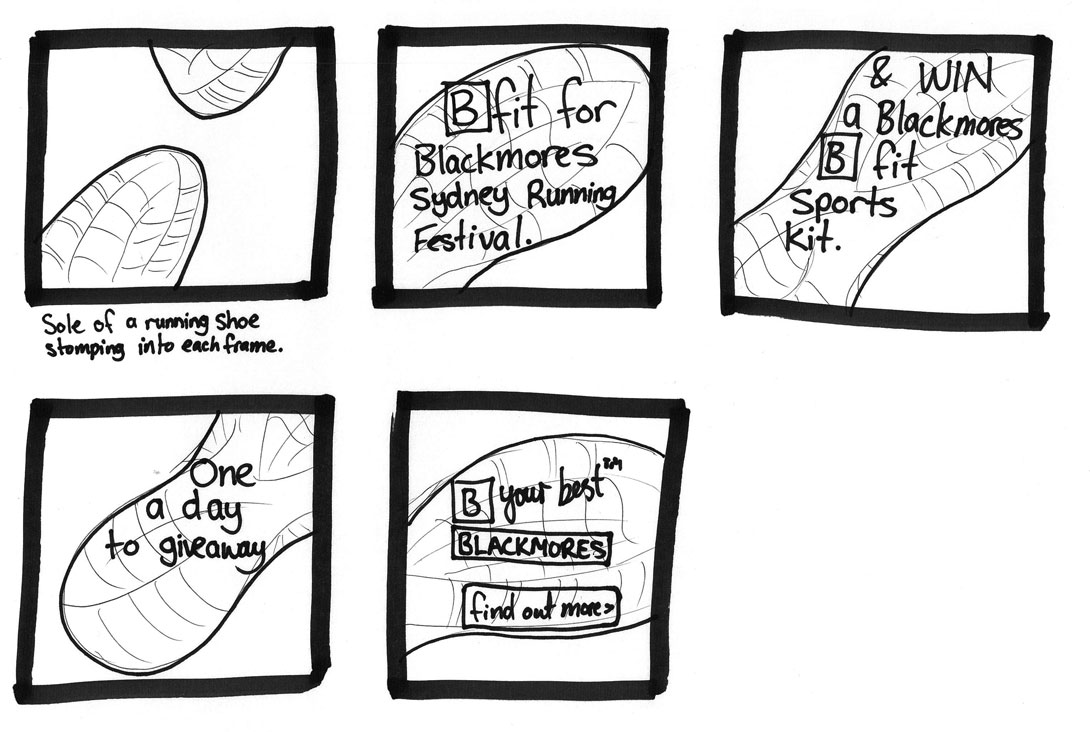 Sole of a running shoe
stomping into each frame.
B fit for
Blackmores
Sydney Running
Festival.
& WIN
a Blackmores
B fit
Sports
Kit.
One
a day
to giveaway
B your best™
BLACKMORES
find out more>